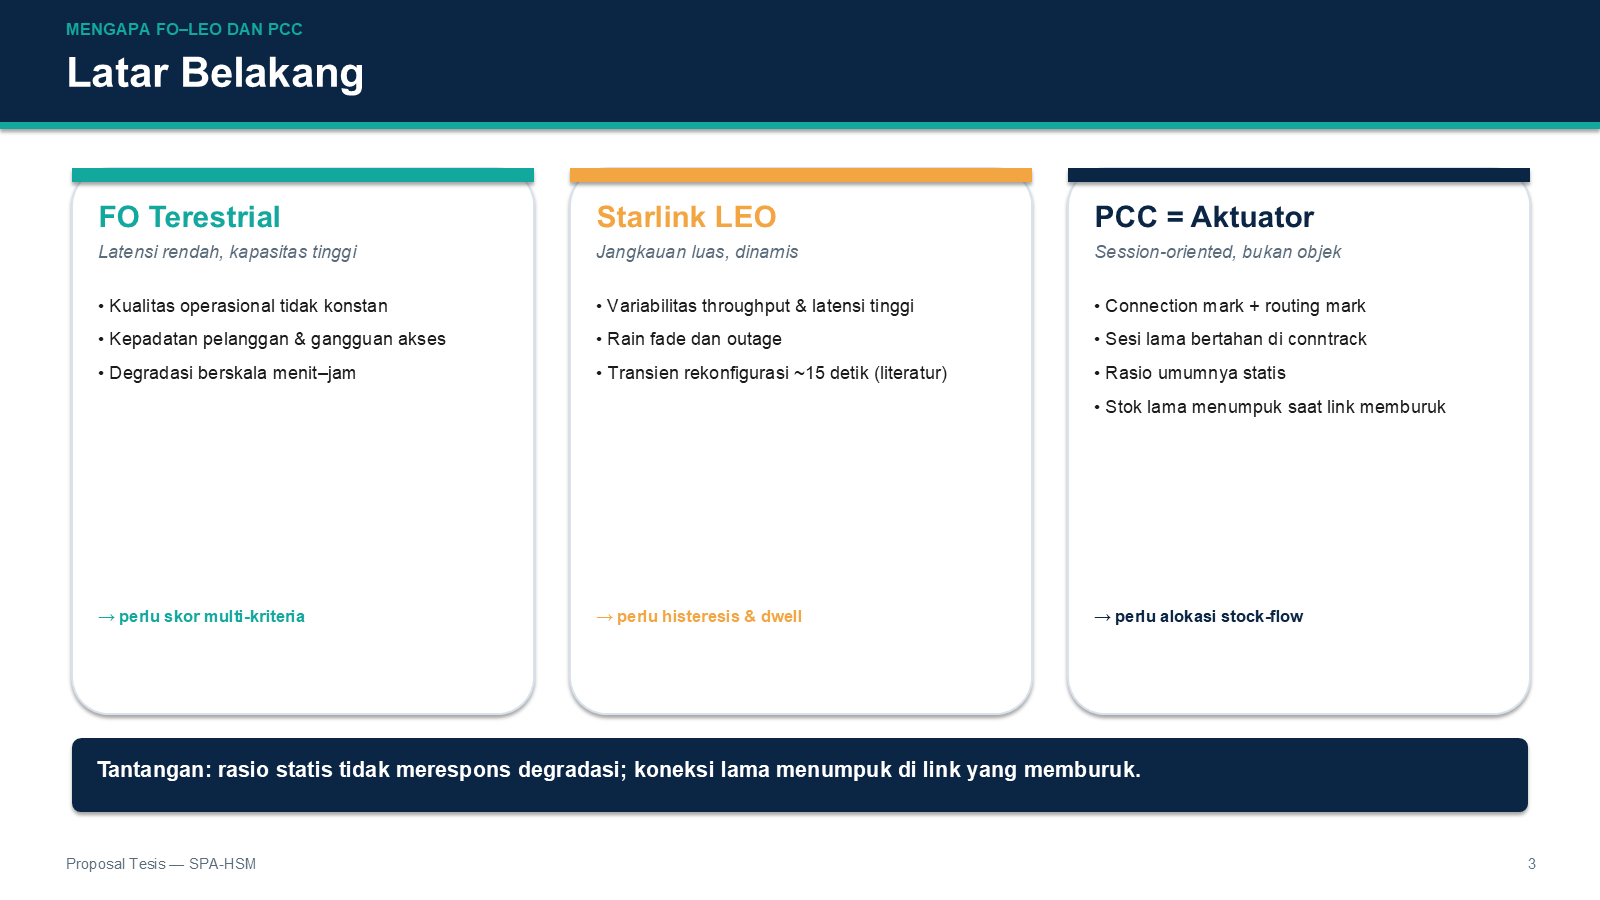 MENGAPA FO–LEO DAN PCC
Latar Belakang
FO Terestrial
Latensi rendah, kapasitas tinggi
• Kualitas operasional tidak konstan
• Kepadatan pelanggan & gangguan akses
• Degradasi berskala menit–jam
→ perlu skor multi-kriteria
Starlink LEO
Jangkauan luas, dinamis
• Variabilitas throughput & latensi tinggi
• Rain fade dan outage
• Transien rekonfigurasi ~15 detik (literatur)
→ perlu histeresis & dwell
PCC = Aktuator
Session-oriented, bukan objek
• Connection mark + routing mark
• Sesi lama bertahan di conntrack
• Rasio umumnya statis
• Stok lama menumpuk saat link memburuk
→ perlu alokasi stock-flow
Tantangan: rasio statis tidak merespons degradasi; koneksi lama menumpuk di link yang memburuk.
Proposal Tesis — SPA-HSM
3